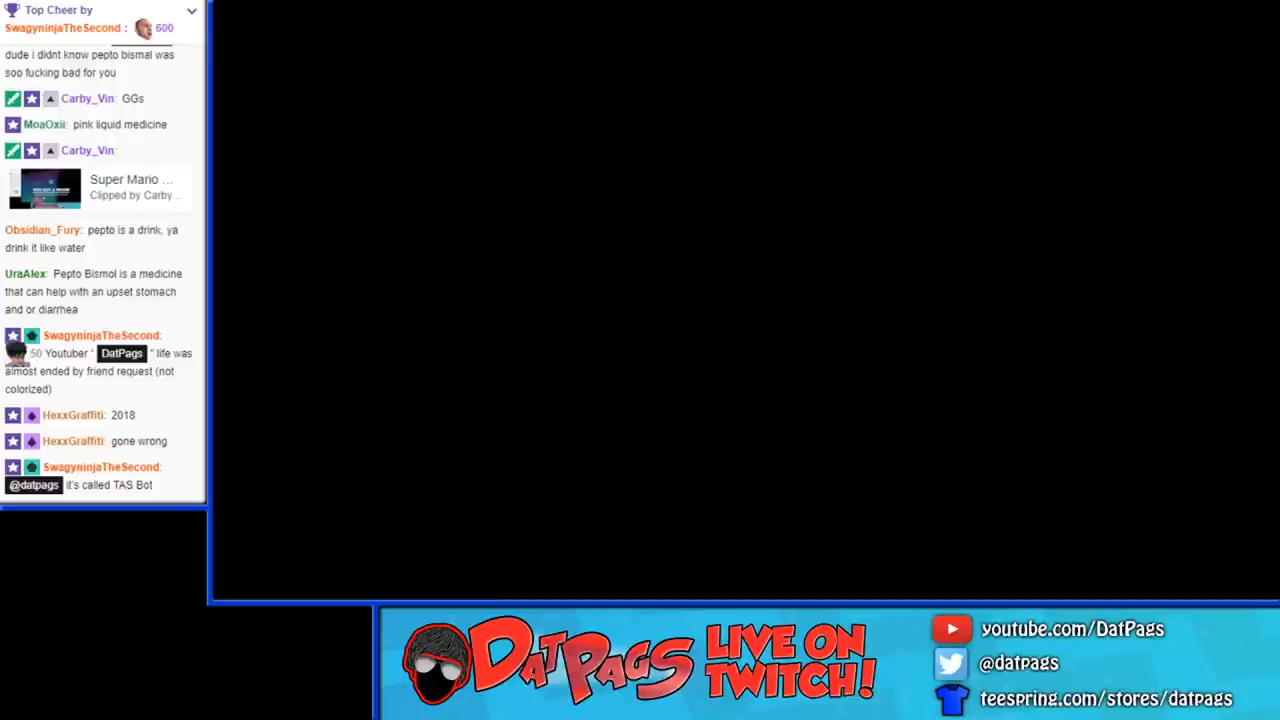 Top Cheer by
SwagyninjaTheSecond : 600
dude i didnt know pepto bismal was
soo fucking bad for you
Carby_Vin: GGs
MoaOxii: pink liquid medicine
Carby_Vin:
Super Mario ...
Clipped by Carby ...
Obsidian_Fury: pepto is a drink, ya
drink it like water
UraAlex: Pepto Bismol is a medicine
that can help with an upset stomach
and or diarrhea
SwagyninjaTheSecond:
50 Youtuber " DatPags " life was
almost ended by friend request (not
colorized)
HexxGraffiti: 2018
HexxGraffiti: gone wrong
SwagyninjaTheSecond:
@datpags it's called TAS Bot
DATPAGS LIVE ON
TWITCH!
youtube.com/DatPags
@datpags
teespring.com/stores/datpags